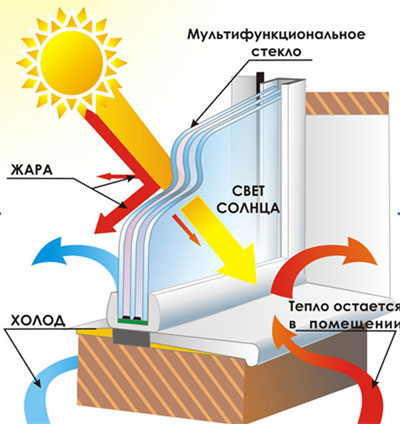 Мультифункциональное
стекло
ЖАРА
СВЕТ
СОЛНЦА
ХОЛОД
Тепло остается
в помещении